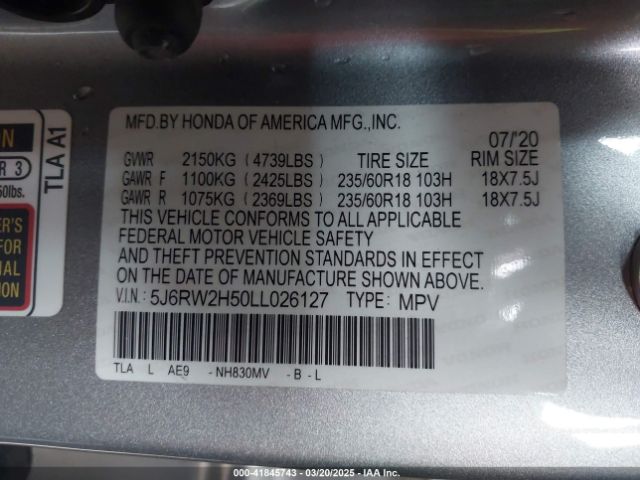 MFD.BY HONDA OF AMERICA MFG.,INC.
07/'20
GVWR 2150KG (4739LBS) TIRE SIZE RIM SIZE
GAWR F 1100KG (2425LBS) 235/60R18 103H 18X7.5J
GAWR R 1075KG (2369LBS) 235/60R18 103H 18X7.5J
THIS VEHICLE CONFORMS TO ALL APPLICABLE
FEDERAL MOTOR VEHICLE SAFETY
AND THEFT PREVENTION STANDARDS IN EFFECT
ON THE DATE OF MANUFACTURE SHOWN ABOVE.
V.I.N.: 5J6RW2H50LL026127 TYPE: MPV
TLA L AE9 -NH830MV -B-L
TLA A1
R 3
FOR
000-41845743 - 03/20/2025 - IAA Inc.